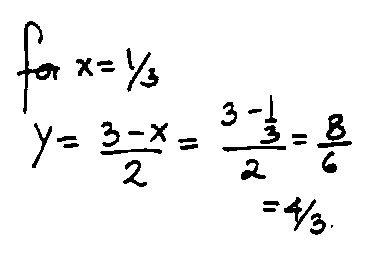 for x = 1/3
y = (3 - x)/2 = (3 - 1/3)/2 = 8/6
= 4/3.